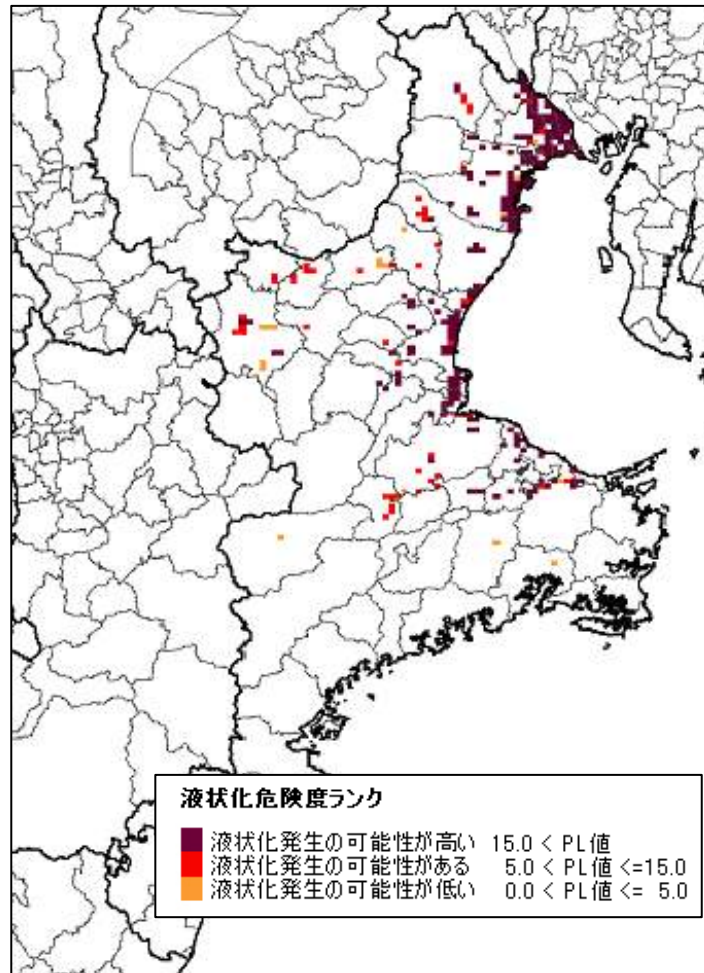 液状化危険度ランク
液状化発生の可能性が高い 15.0 < PL値
液状化発生の可能性がある 5.0 < PL値 <=15.0
液状化発生の可能性が低い 0.0 < PL値 <= 5.0